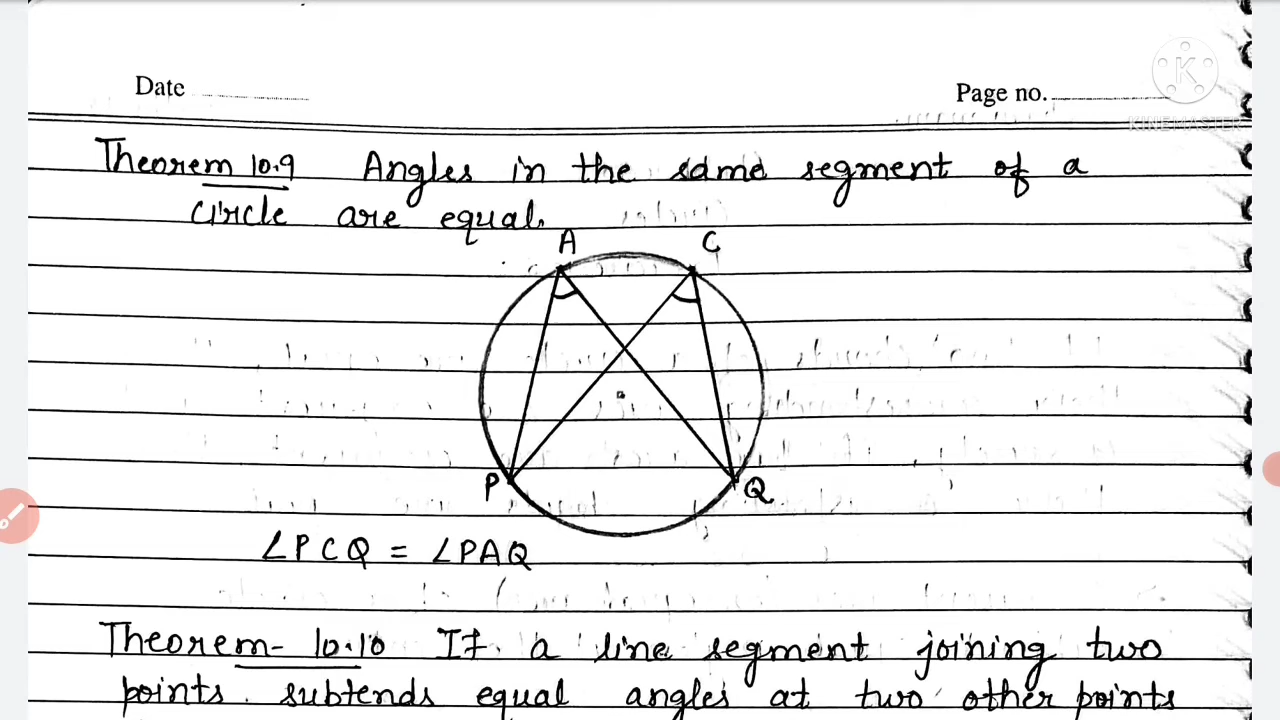 Date
Page no.
KINEMASTER
Theorem 10.9 Angles in the same segment of a
circle are equal.
A C
P Q
∠PCQ = ∠PAQ
Theorem- 10.10 If a line segment joining two
points subtends equal angles at two other points